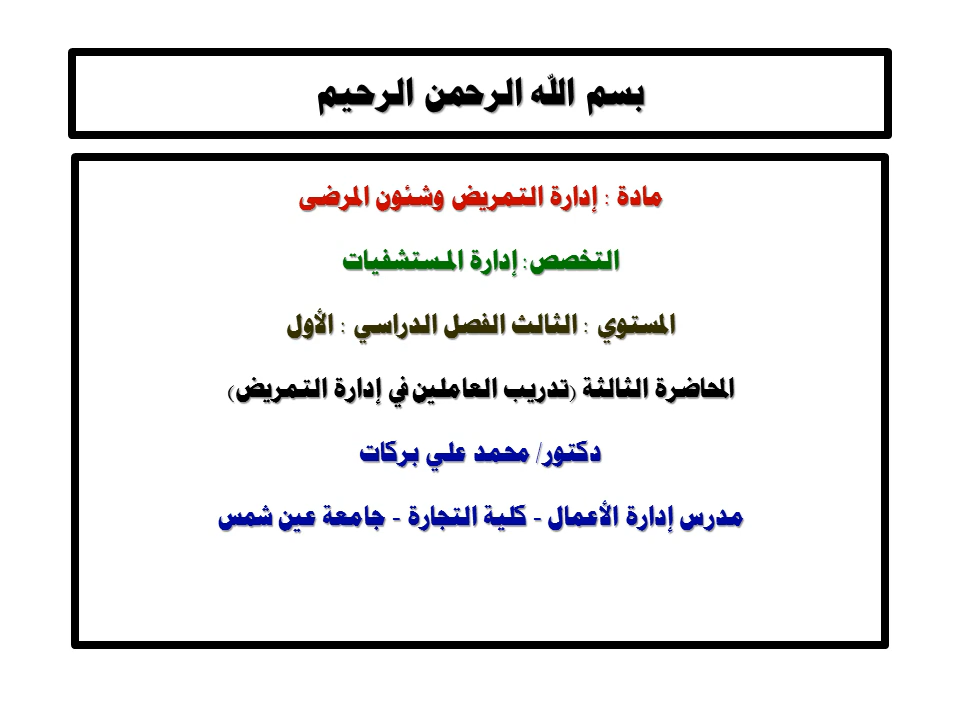 بسم الله الرحمن الرحيم
مادة : إدارة التمريض وشئون المرضى
التخصص: إدارة المستشفيات
المستوي : الثالث الفصل الدراسي : الأول
المحاضرة الثالثة (تدريب العاملين في إدارة التمريض)
دكتور/ محمد علي بركات
مدرس إدارة الأعمال - كلية التجارة - جامعة عين شمس